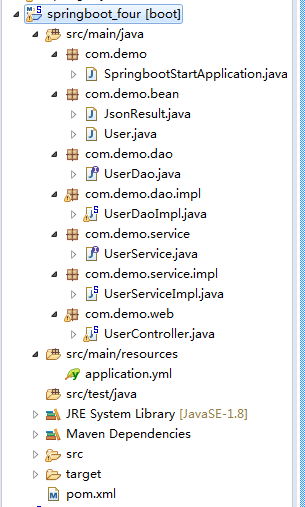 springboot_four [boot]
src/main/java
com.demo
SpringbootStartApplication.java
com.demo.bean
JsonResult.java
User.java
com.demo.dao
UserDao.java
com.demo.dao.impl
UserDaoImpl.java
com.demo.service
UserService.java
com.demo.service.impl
UserServiceImpl.java
com.demo.web
UserController.java
src/main/resources
application.yml
src/test/java
JRE System Library [JavaSE-1.8]
Maven Dependencies
src
target
pom.xml